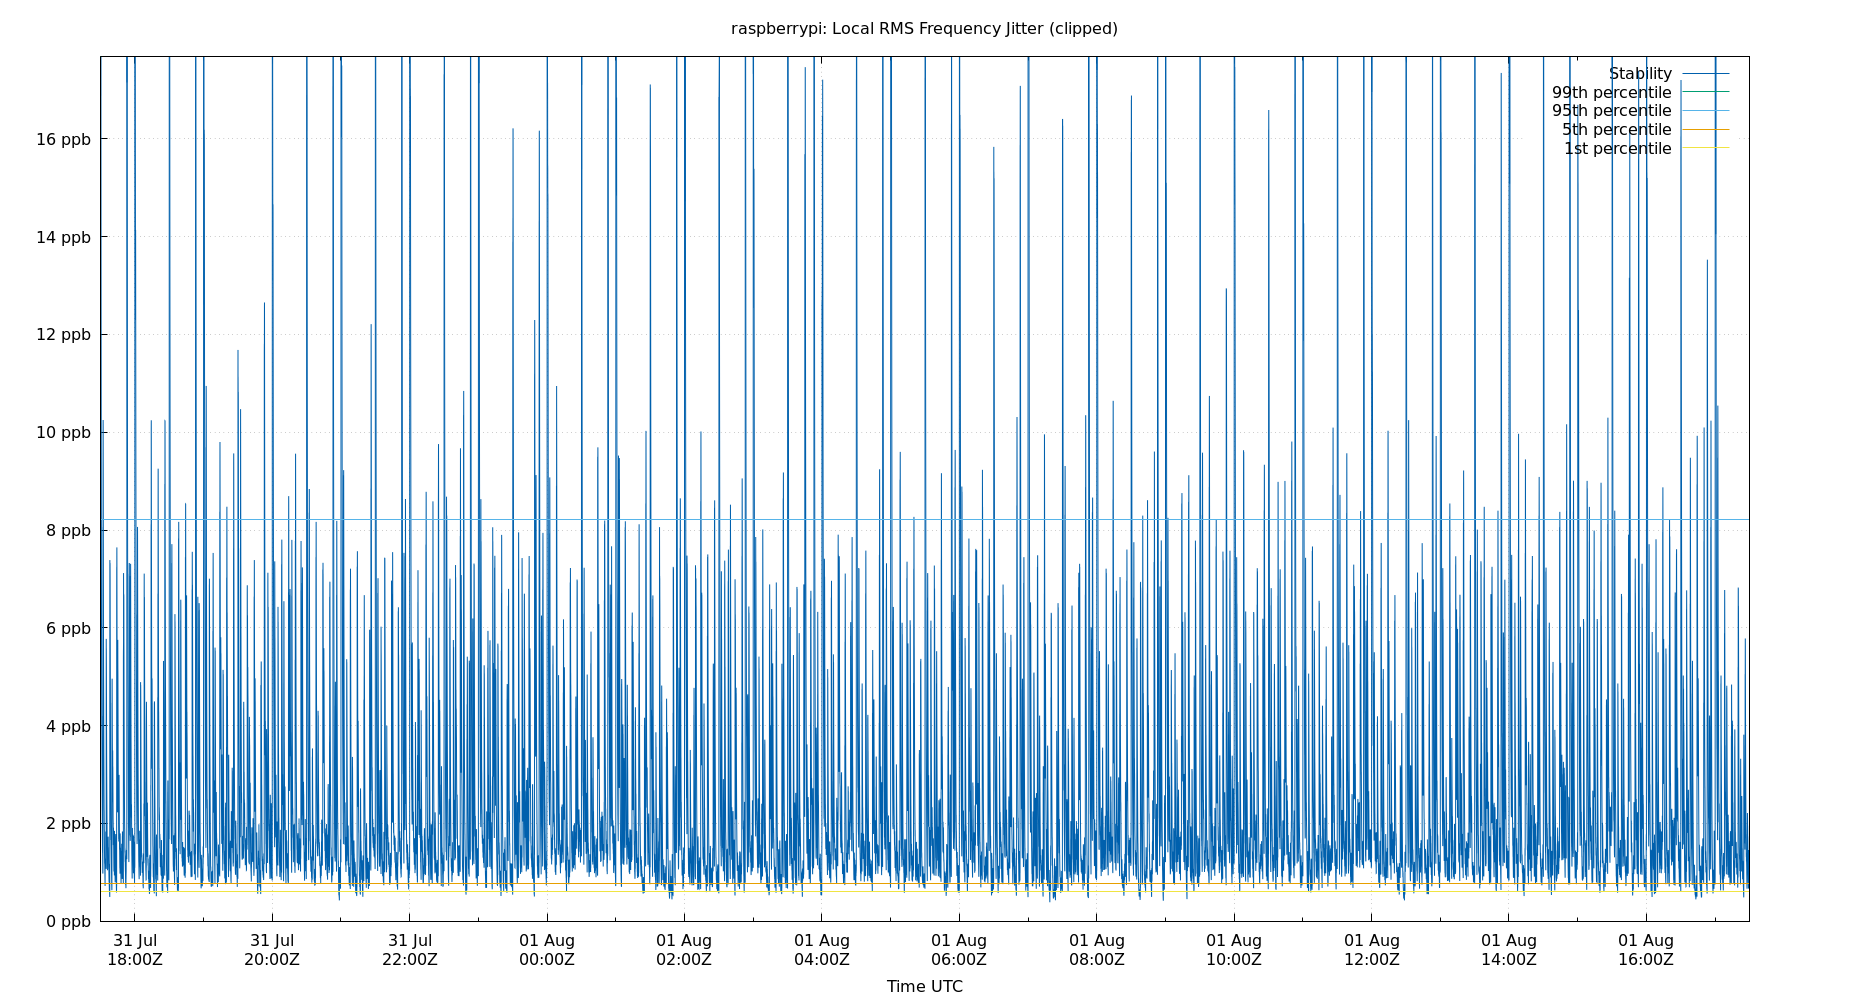 raspberrypi: Local RMS Frequency Jitter (clipped)
Stability
99th percentile
95th percentile
5th percentile
1st percentile
16 ppb
14 ppb
12 ppb
10 ppb
8 ppb
6 ppb
4 ppb
2 ppb
0 ppb
31 Jul 31 Jul 31 Jul 01 Aug 01 Aug 01 Aug 01 Aug 01 Aug 01 Aug 01 Aug 01 Aug 01 Aug
18:00Z 20:00Z 22:00Z 00:00Z 02:00Z 04:00Z 06:00Z 08:00Z 10:00Z 12:00Z 14:00Z 16:00Z
Time UTC